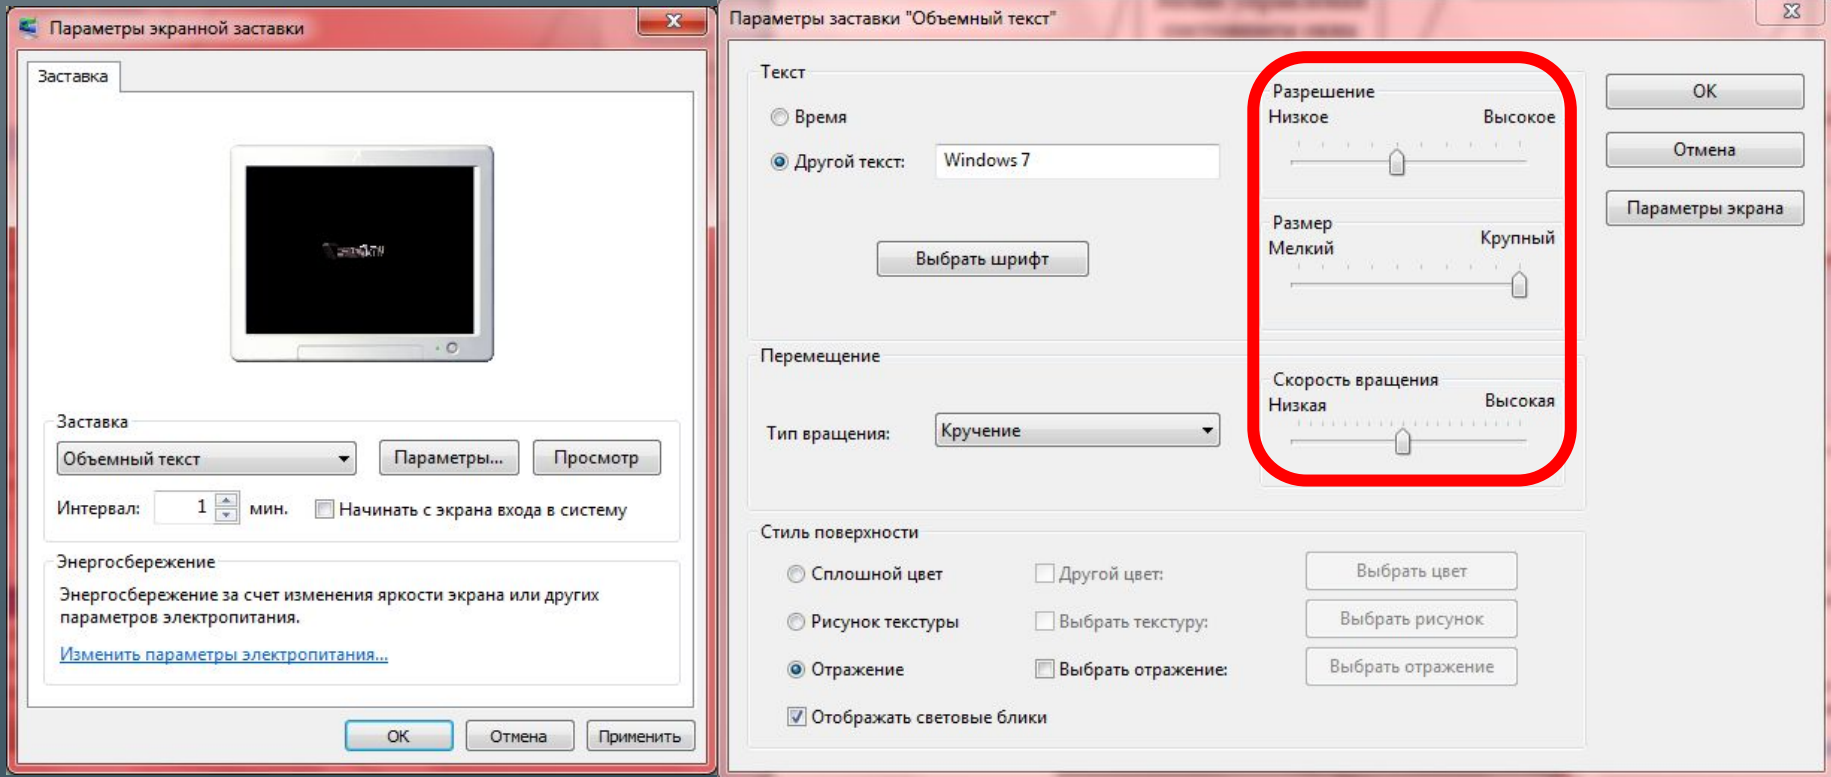 Параметры экранной заставки
Заставка
Заставка
Объемный текст
Параметры...
Просмотр
Интервал:
1
мин.
Начинать с экрана входа в систему
Энергосбережение
Энергосбережение за счет изменения яркости экрана или других
параметров электропитания.
Изменить параметры электропитания...
ОК
Отмена
Применить
Параметры заставки "Объемный текст"
Текст
Время
Другой текст:
Windows 7
Выбрать шрифт
Разрешение
Низкое
Высокое
Размер
Мелкий
Крупный
Перемещение
Тип вращения:
Кручение
Скорость вращения
Низкая
Высокая
Стиль поверхности
Сплошной цвет
Другой цвет:
Выбрать цвет
Рисунок текстуры
Выбрать текстуру:
Выбрать рисунок
Отражение
Выбрать отражение:
Выбрать отражение
Отображать световые блики
ОК
Отмена
Параметры экрана